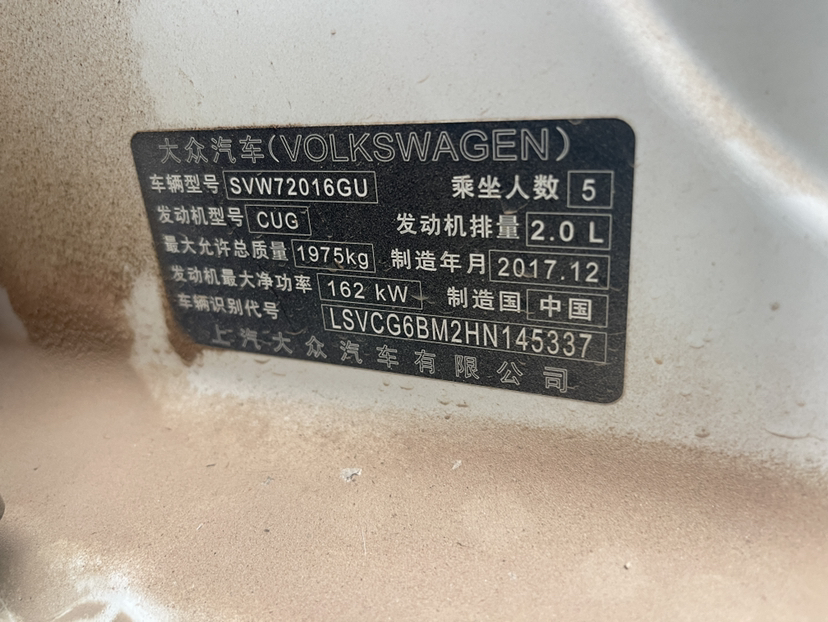 大众汽车(VOLKSWAGEN)
车辆型号 SVW72016GU 乘坐人数 5
发动机型号 CUG 发动机排量 2.0 L
最大允许总质量 1975kg 制造年月 2017.12
发动机最大净功率 162 kW 制造国 中国
车辆识别代号 LSVCG6BM2HN145337
上汽大众汽车有限公司